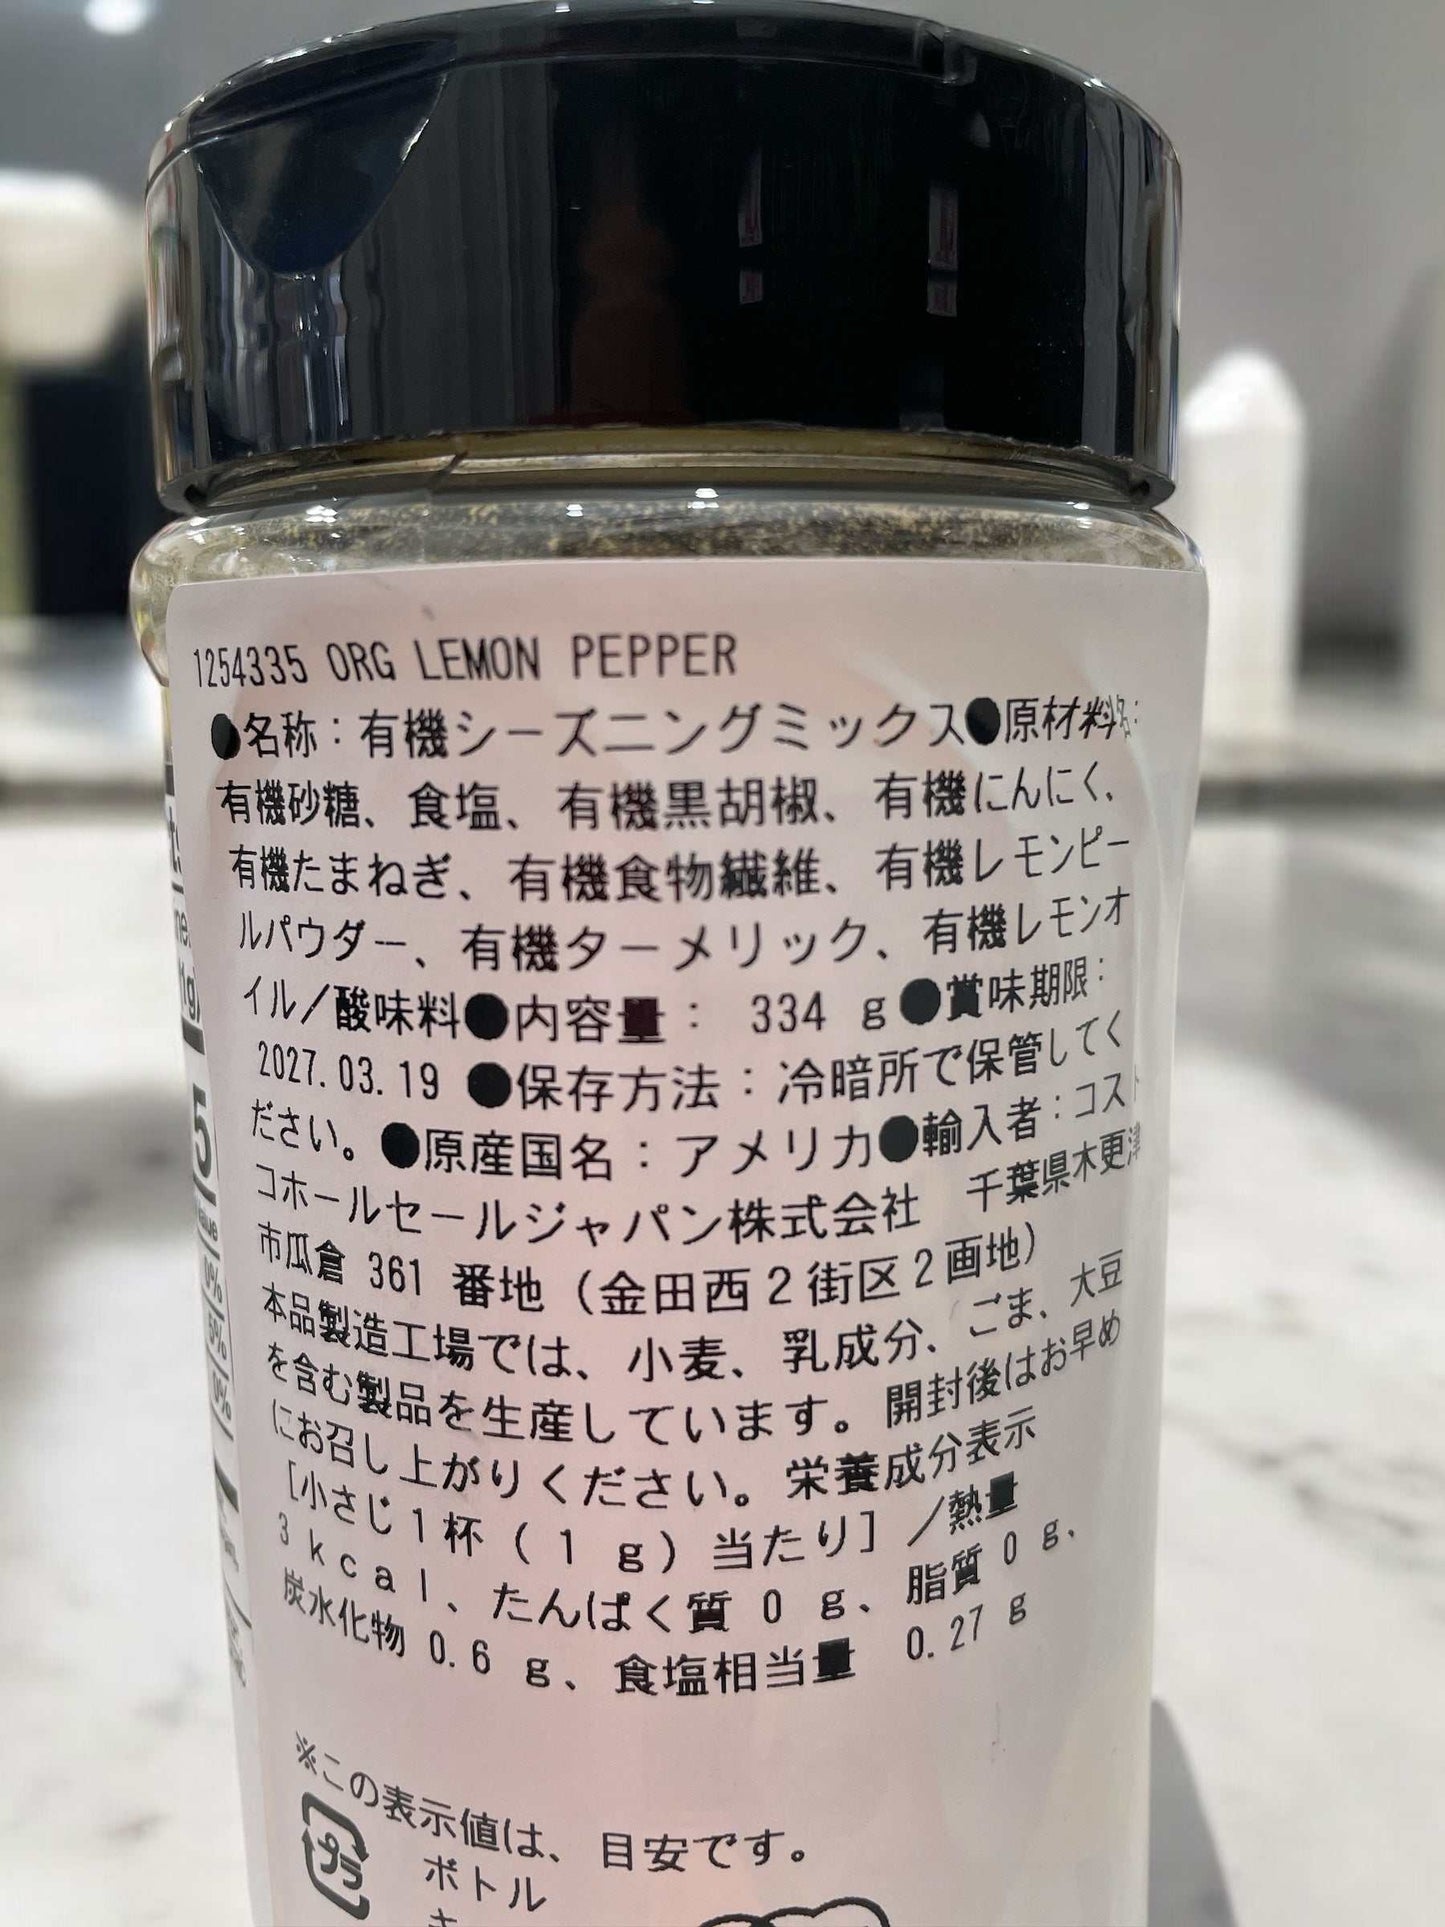 1254335 ORG LEMON PEPPER
●名称：有機シーズニングミックス●原材料名：
有機砂糖、食塩、有機黒胡椒、有機にんにく、
有機たまねぎ、有機食物繊維、有機レモンピー
ルパウダー、有機ターメリック、有機レモンオ
イル／酸味料●内容量： 334 g●賞味期限：
2027.03.19 ●保存方法：冷暗所で保管してく
ださい。●原産国名：アメリカ●輸入者：コスト
コホールセールジャパン株式会社 千葉県木更津
市瓜倉 361 番地（金田西２街区２画地）
本品製造工場では、小麦、乳成分、ごま、大豆
を含む製品を生産しています。開封後はお早め
にお召し上がりください。栄養成分表示
［小さじ１杯（１ｇ）当たり］／熱量
３ｋｃａｌ、たんぱく質０ｇ、脂質０ｇ、
炭水化物 0.6 ｇ、食塩相当量 0.27 ｇ
※この表示値は、目安です。
プラ
ボトル
5
0%
5%
0%